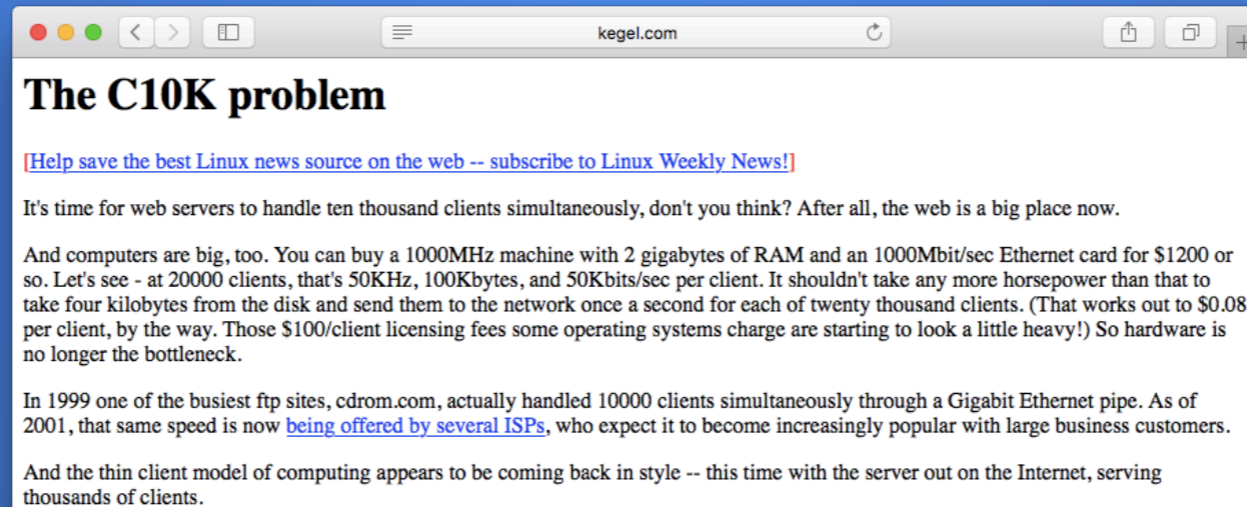 kegel.com
The C10K problem
[Help save the best Linux news source on the web -- subscribe to Linux Weekly News!]
It's time for web servers to handle ten thousand clients simultaneously, don't you think? After all, the web is a big place now.
And computers are big, too. You can buy a 1000MHz machine with 2 gigabytes of RAM and an 1000Mbit/sec Ethernet card for $1200 or
so. Let's see - at 20000 clients, that's 50KHz, 100Kbytes, and 50Kbits/sec per client. It shouldn't take any more horsepower than that to
take four kilobytes from the disk and send them to the network once a second for each of twenty thousand clients. (That works out to $0.08
per client, by the way. Those $100/client licensing fees some operating systems charge are starting to look a little heavy!) So hardware is
no longer the bottleneck.
In 1999 one of the busiest ftp sites, cdrom.com, actually handled 10000 clients simultaneously through a Gigabit Ethernet pipe. As of
2001, that same speed is now being offered by several ISPs, who expect it to become increasingly popular with large business customers.
And the thin client model of computing appears to be coming back in style -- this time with the server out on the Internet, serving
thousands of clients.